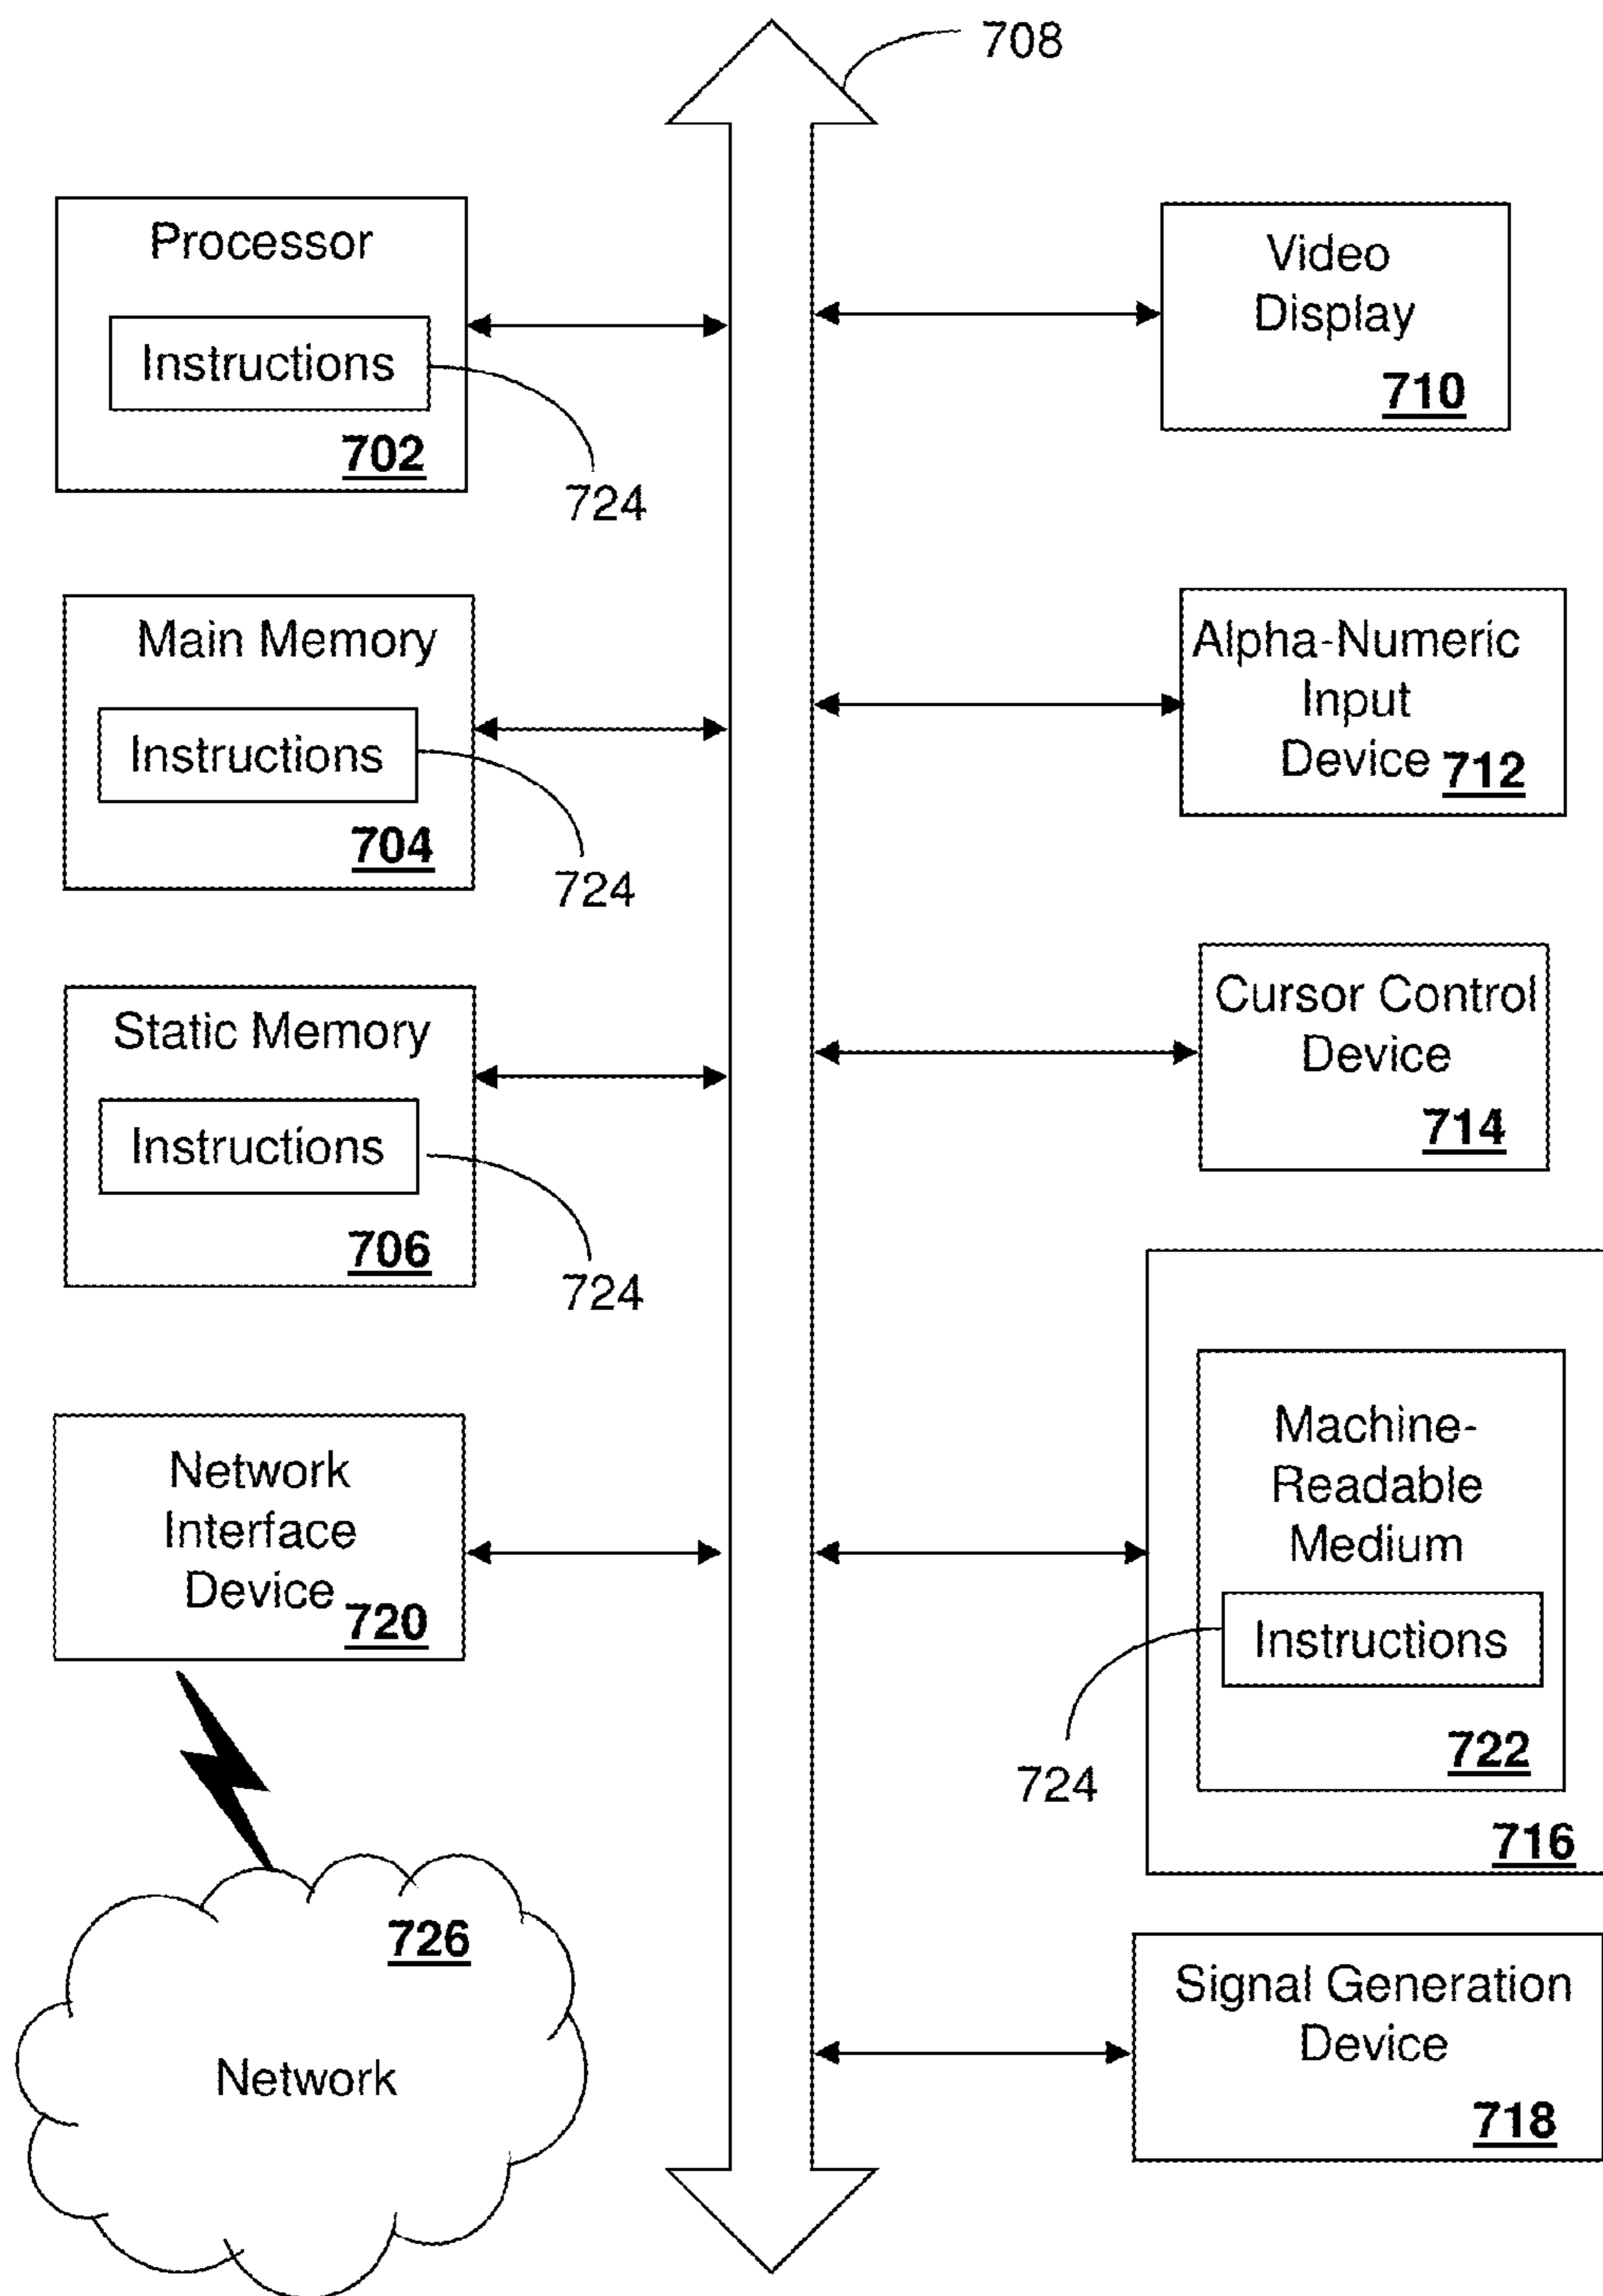 708
Processor
Instructions
702
724
Main Memory
Instructions
704
724
Static Memory
Instructions
706
724
Network
Interface
Device
720
726
Network
Video
Display
710
Alpha-Numeric
Input
Device
712
Cursor Control
Device
714
Machine-
Readable
Medium
Instructions
722
724
716
Signal Generation
Device
718